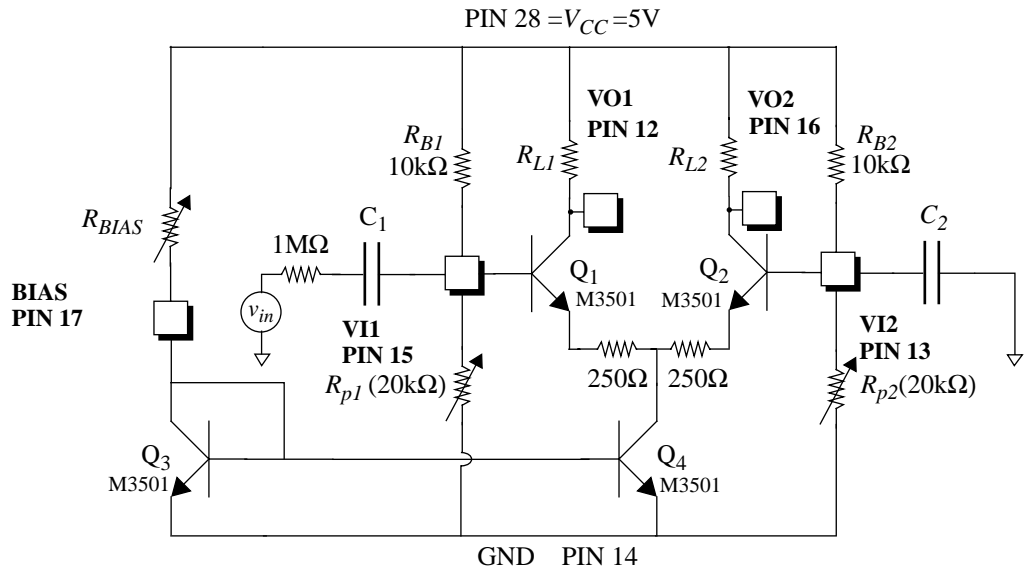 PIN 28 =VCC =5V
VO1
PIN 12
VO2
PIN 16
RB1
10kΩ
RL1
RL2
RB2
10kΩ
RBIAS
C1
C2
1MΩ
Q1
M3501
Q2
M3501
BIAS
PIN 17
vin
VI1
PIN 15
Rp1 (20kΩ)
250Ω
250Ω
VI2
PIN 13
Rp2(20kΩ)
Q3
M3501
Q4
M3501
GND PIN 14